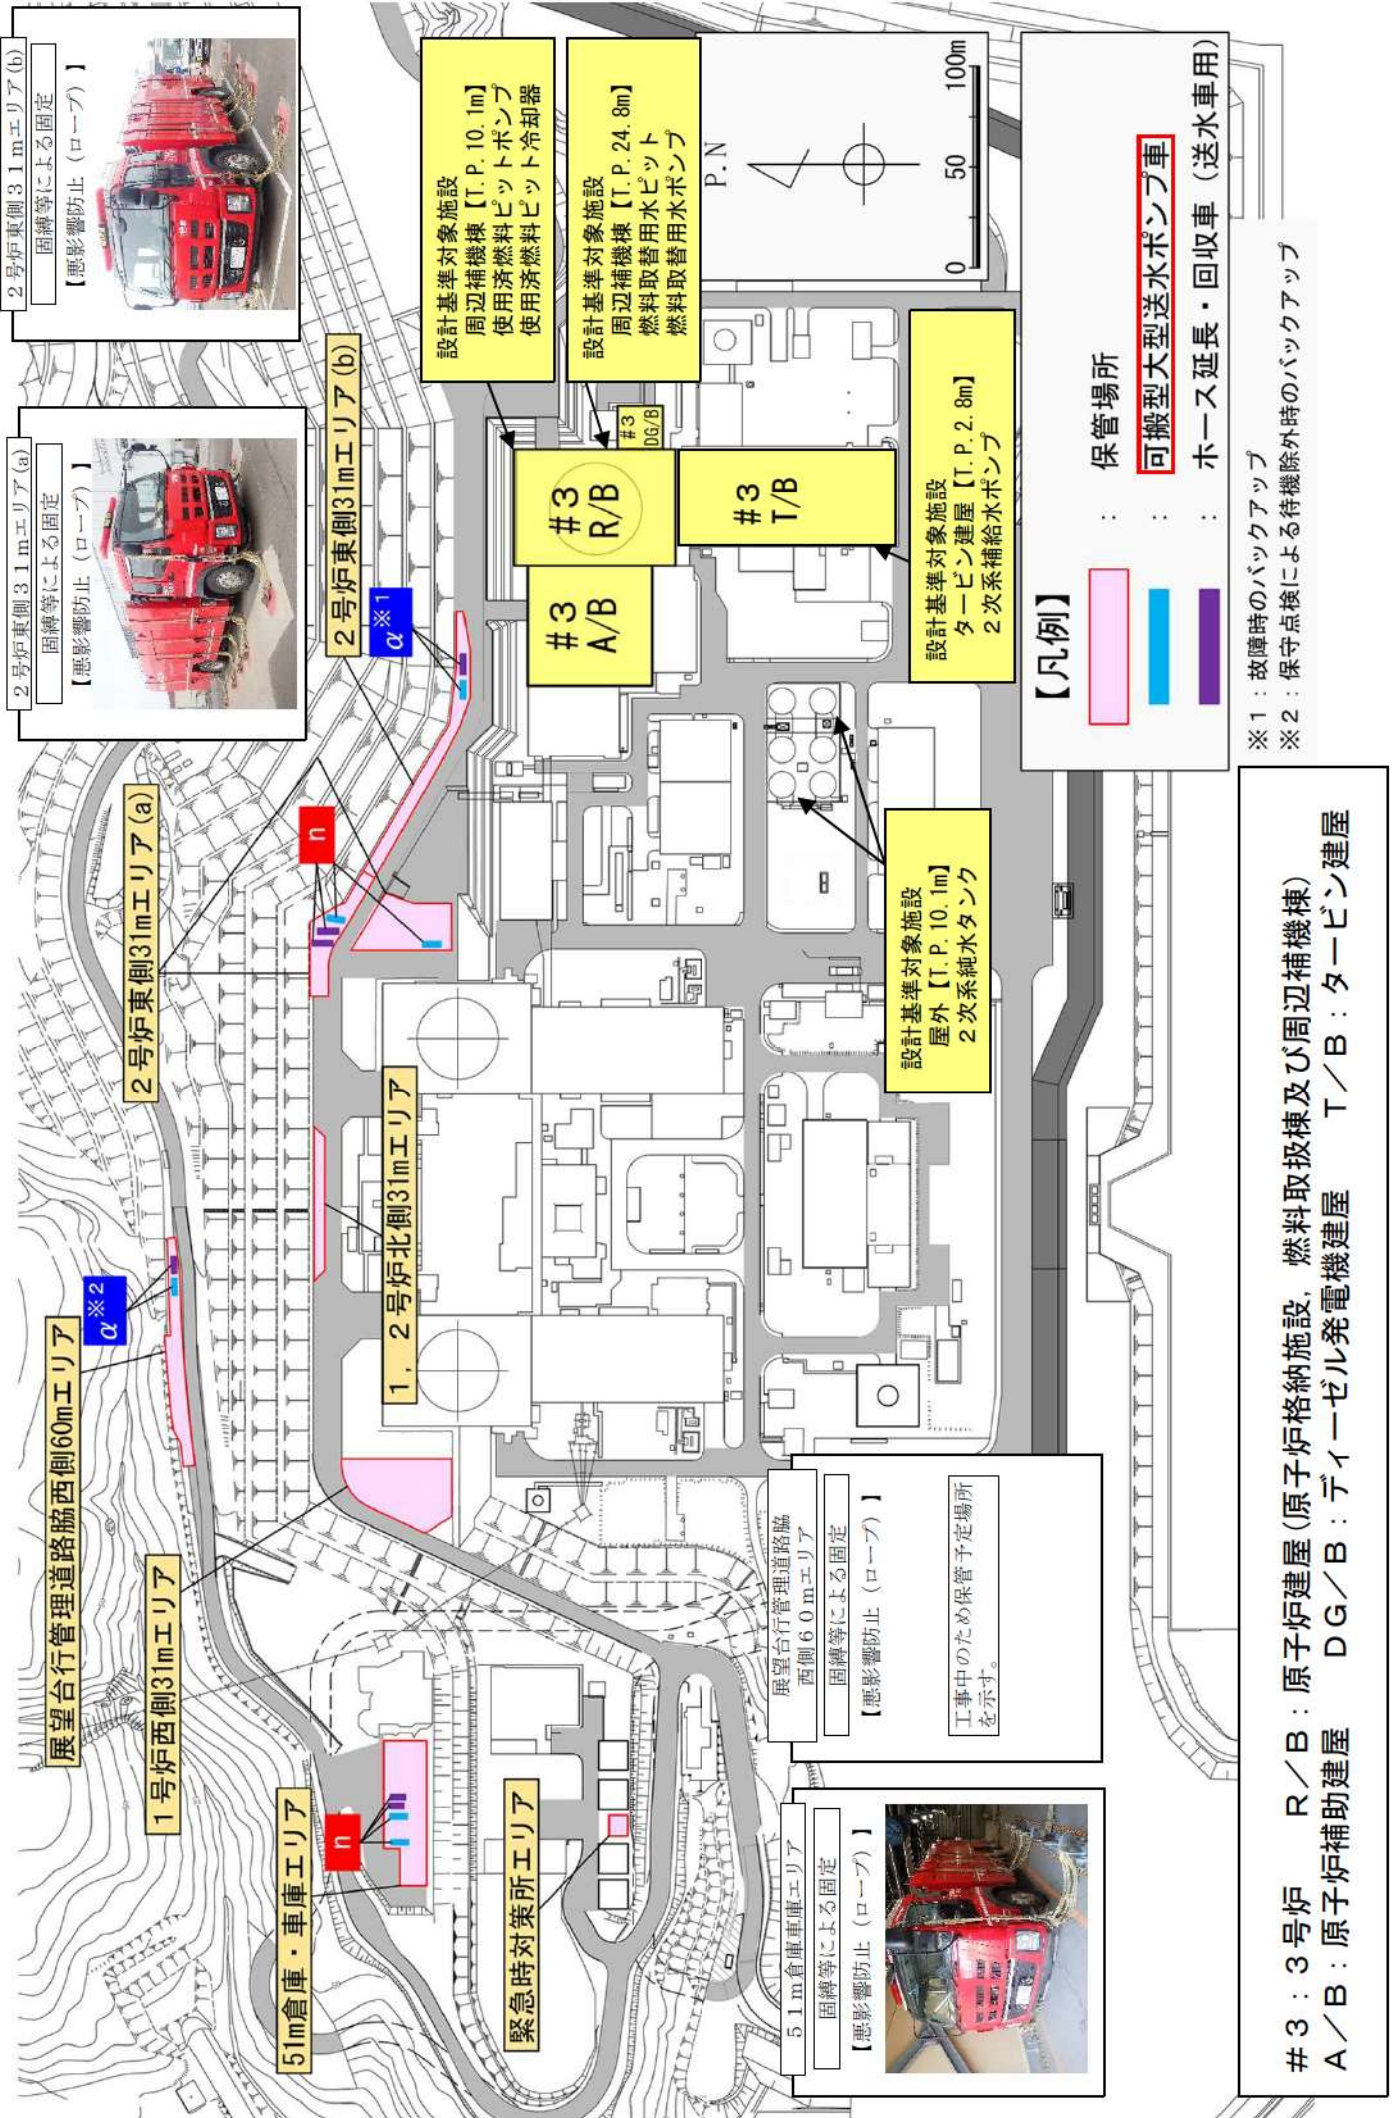 ２号炉東側３１ｍエリア(b)
固縛等による固定
【悪影響防止（ロープ）】
２号炉東側３１ｍエリア(a)
固縛等による固定
【悪影響防止（ロープ）】
２号炉東側31mエリア(b)
２号炉東側31mエリア(a)
１，２号炉北側31mエリア
１号炉西側31mエリア
展望台行管理道路脇西側60mエリア
51m倉庫・車庫エリア
緊急時対策所エリア
α※1
α※2
n
n
設計基準対象施設
周辺補機棟【T.P.10.1m】
使用済燃料ピットポンプ
使用済燃料ピット冷却器
設計基準対象施設
周辺補機棟【T.P.24.8m】
燃料取替用水ピット
燃料取替用水ポンプ
#3
R/B
#3
A/B
#3
DG/B
#3
T/B
設計基準対象施設
タービン建屋【T.P.2.8m】
２次系補給水ポンプ
設計基準対象施設
屋外【T.P.10.1m】
２次系純水タンク
P.N
0 50 100m
展望台行管理道路脇
西側６０ｍエリア
固縛等による固定
【悪影響防止（ロープ）】
工事中のため保管予定場所
を示す。
５１ｍ倉庫車庫エリア
固縛等による固定
【悪影響防止（ロープ）】
【凡例】
： 保管場所
： 可搬型大型送水ポンプ車
： ホース延長・回収車（送水車用）
※１：故障時のバックアップ
※２：保守点検による待機除外時のバックアップ
＃３：３号炉　Ｒ／Ｂ：原子炉建屋（原子炉格納施設，燃料取扱棟及び周辺補機棟）
Ａ／Ｂ：原子炉補助建屋　ＤＧ／Ｂ：ディーゼル発電機建屋　Ｔ／Ｂ：タービン建屋